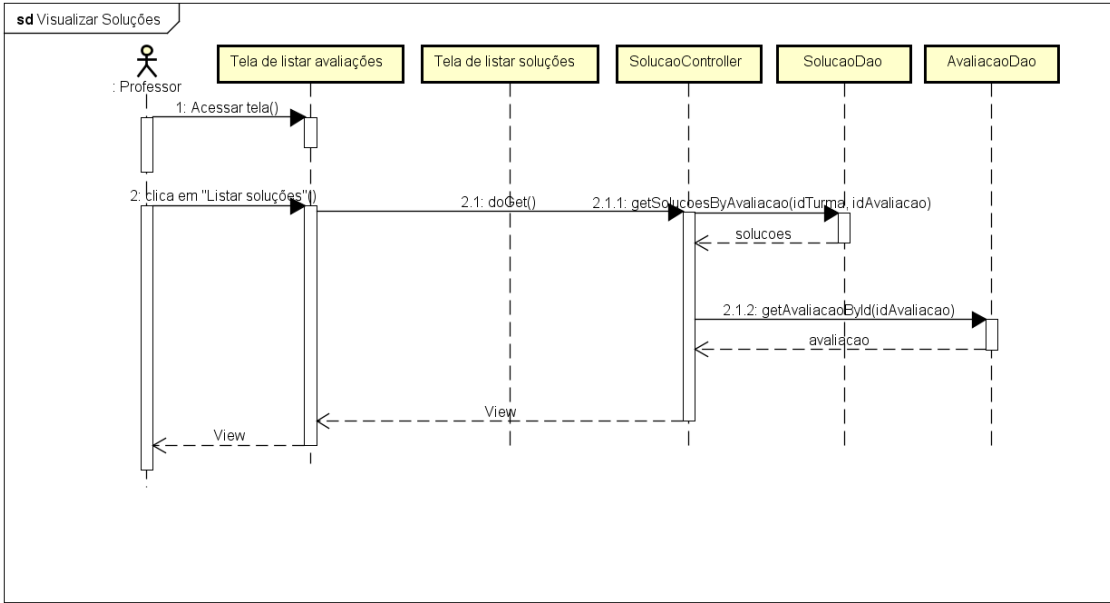 sd Visualizar Soluções
Tela de listar avaliações
Tela de listar soluções
SolucaoController
SolucaoDao
AvaliacaoDao
: Professor
1: Acessar tela()
2: clica em "Listar soluções"()
2.1: doGet()
2.1.1: getSolucoesByAvaliacao(idTurma, idAvaliacao)
solucoes
2.1.2: getAvaliacaoById(idAvaliacao)
avaliacao
View
View